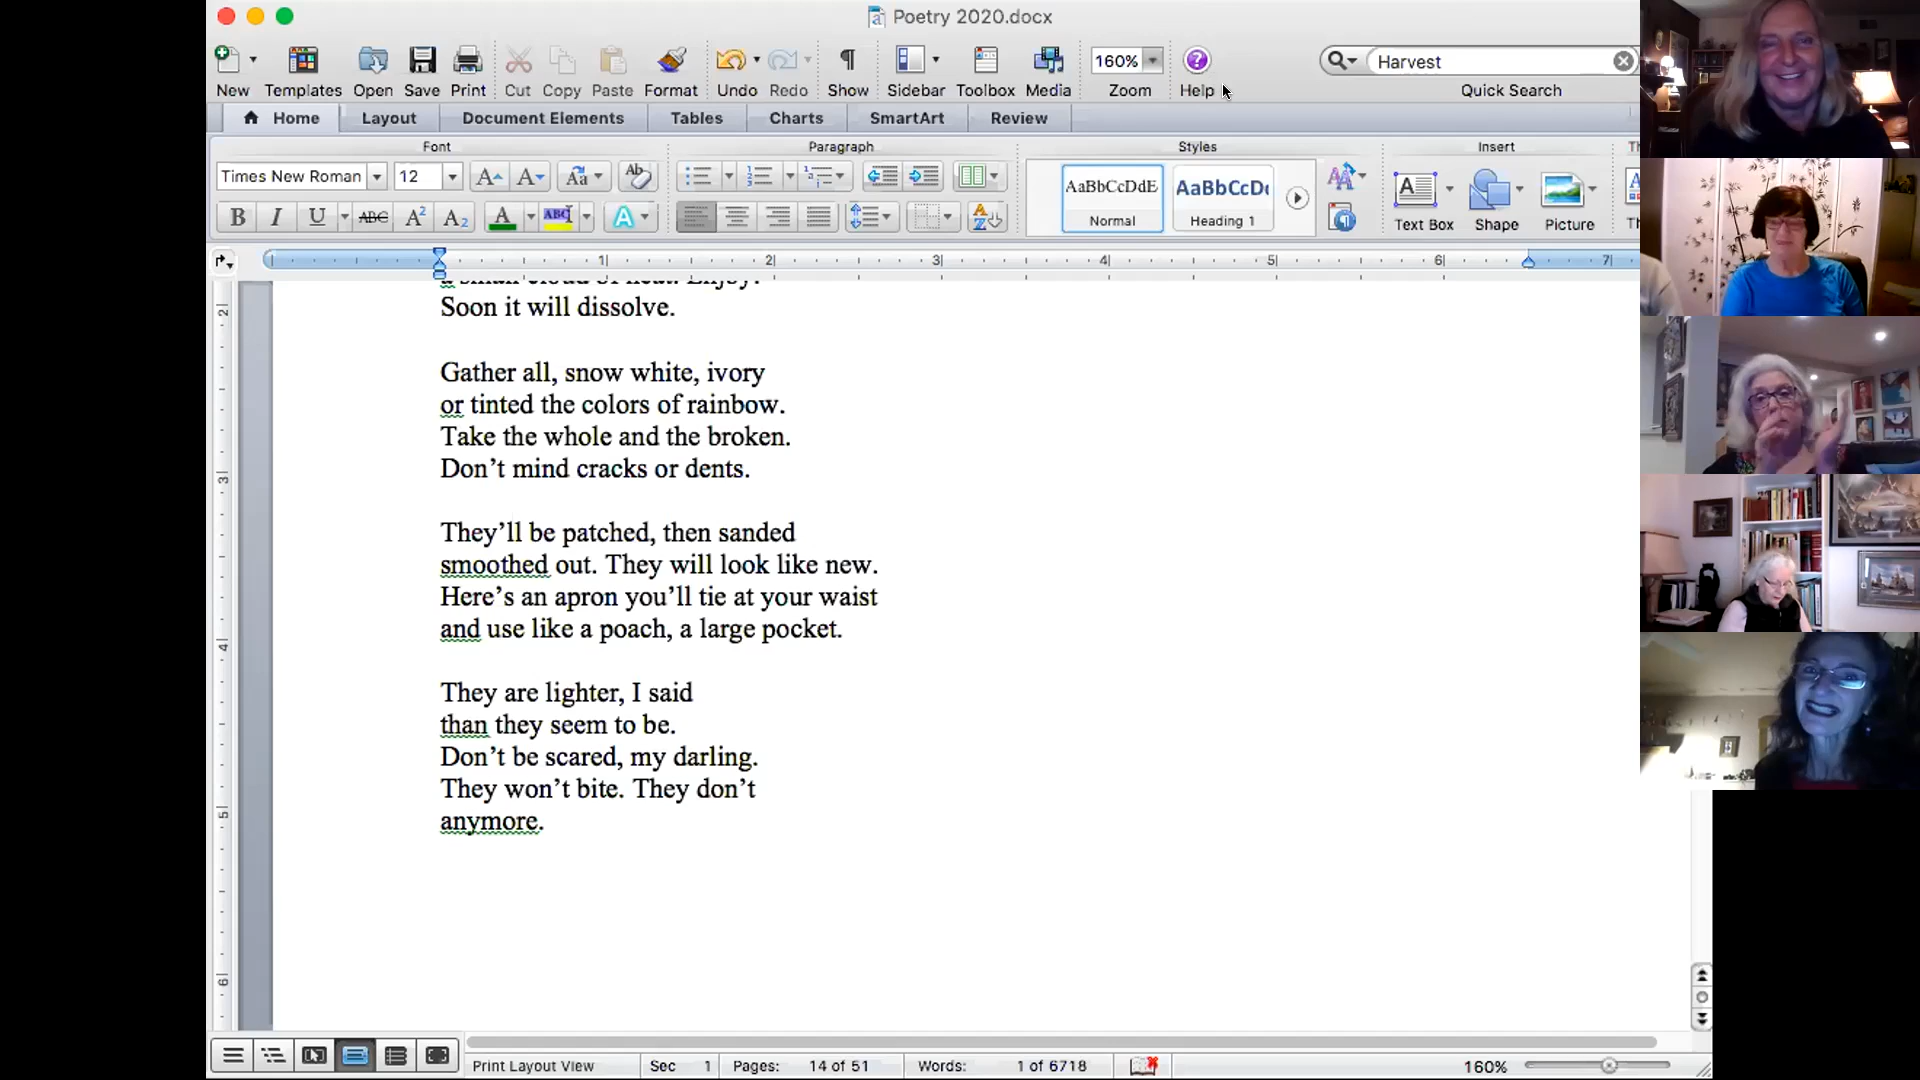 Poetry 2020.docx
New Templates Open Save Print Cut Copy Paste Format Undo Redo Show Sidebar Toolbox Media 160% Zoom Help Harvest Quick Search
Home Layout Document Elements Tables Charts SmartArt Review
Font Paragraph Styles Insert
Times New Roman 12 AaBbCcDdE Normal AaBbCcD Heading 1 Text Box Shape Picture
Soon it will dissolve.
Gather all, snow white, ivory
or tinted the colors of rainbow.
Take the whole and the broken.
Don’t mind cracks or dents.
They’ll be patched, then sanded
smoothed out. They will look like new.
Here’s an apron you’ll tie at your waist
and use like a poach, a large pocket.
They are lighter, I said
than they seem to be.
Don’t be scared, my darling.
They won’t bite. They don’t
anymore.
Print Layout View Sec 1 Pages: 14 of 51 Words: 1 of 6718 160%